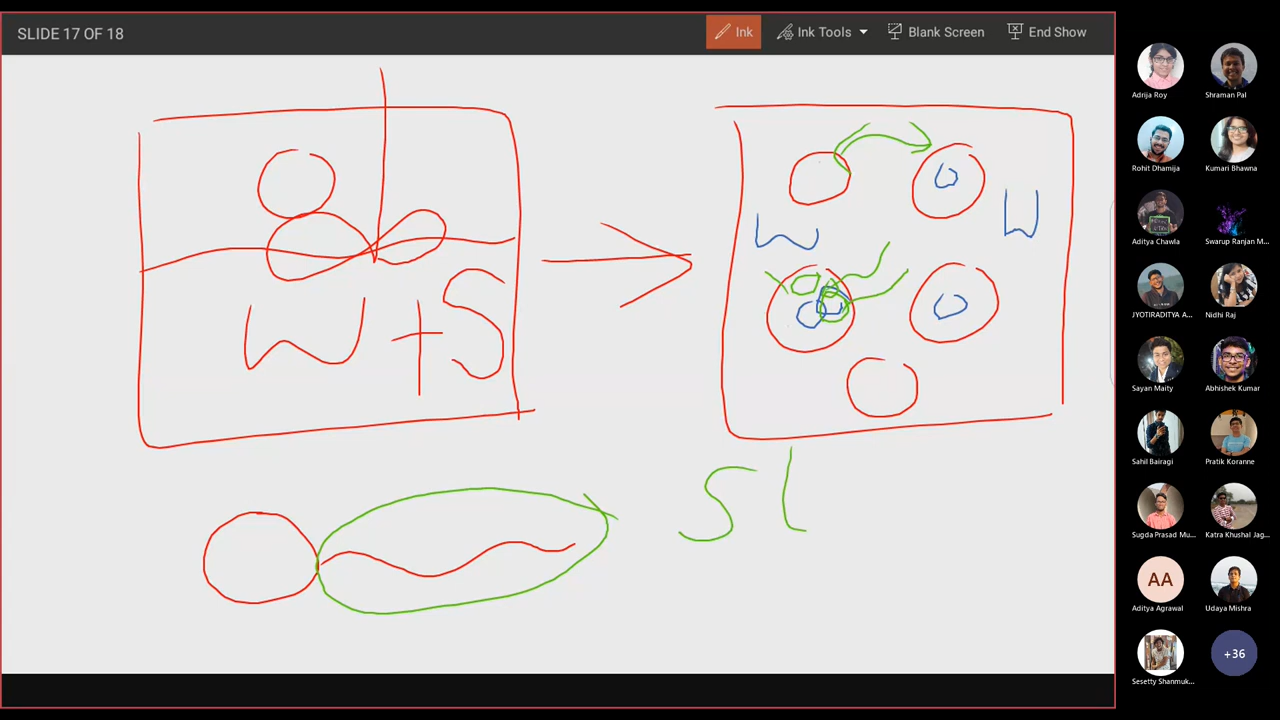 SLIDE 17 OF 18
Ink
Ink Tools
Blank Screen
End Show
W
W
W+S
Adrija Roy
Shraman Pal
Rohit Dhamija
Kumari Bhawna
Aditya Chawla
Swarup Ranjan M...
JYOTIRADITYA A...
Nidhi Raj
Sayan Maity
Abhishek Kumar
Sahil Bairagi
Pratik Koranne
Sugda Prasad Mu...
Katra Khushal Jag...
AA
Aditya Agrawal
Udaya Mishra
Sesetty Shanmuk...
+36